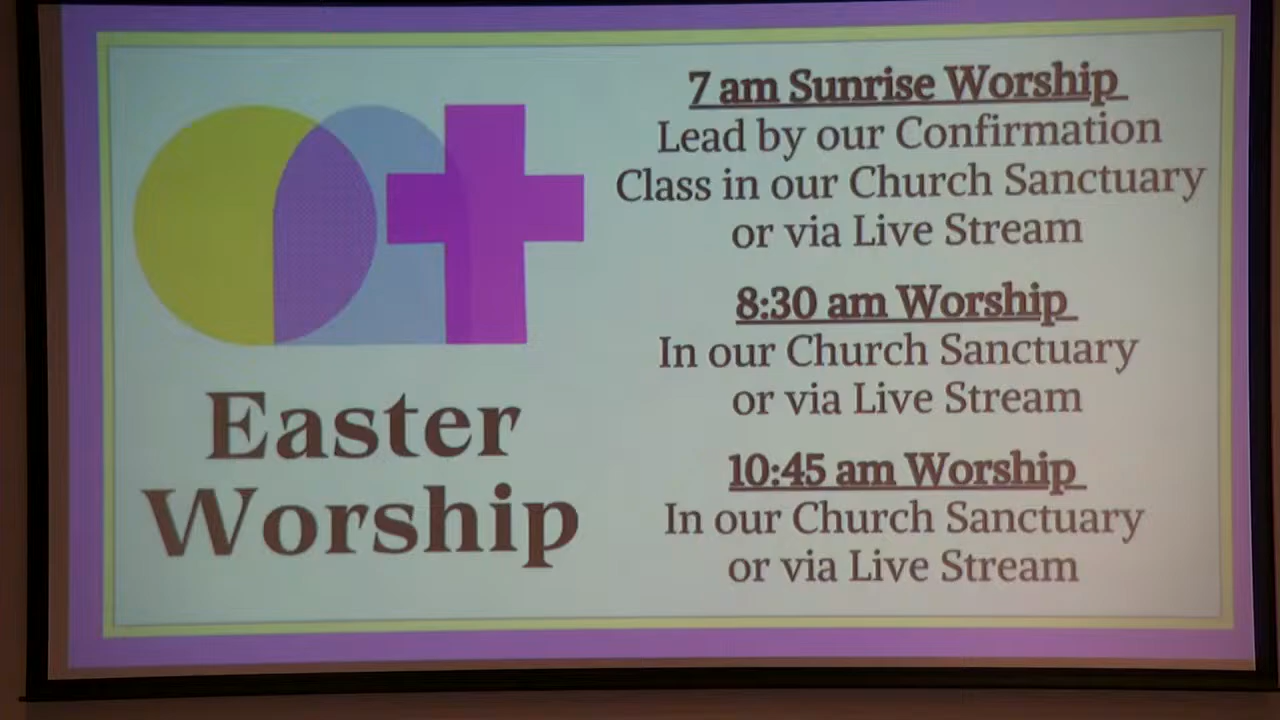 Easter
Worship
7 am Sunrise Worship
Lead by our Confirmation
Class in our Church Sanctuary
or via Live Stream
8:30 am Worship
In our Church Sanctuary
or via Live Stream
10:45 am Worship
In our Church Sanctuary
or via Live Stream